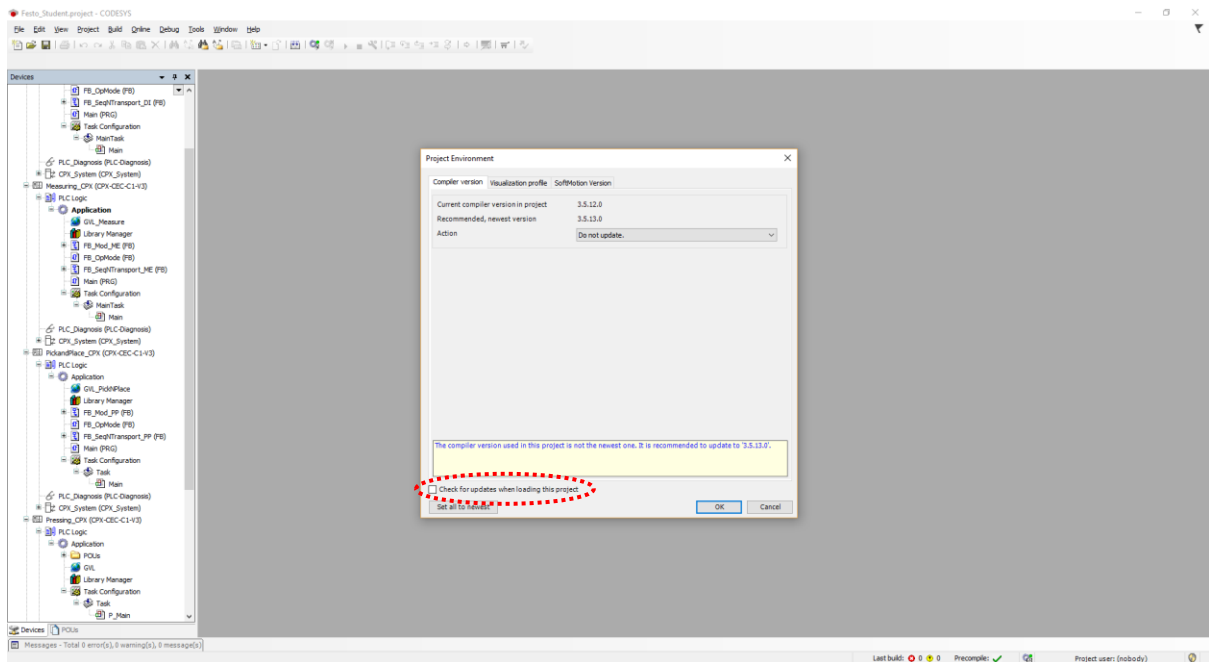 Festo_Student.project - CODESYS
File Edit View Project Build Online Debug Tools Window Help
Devices
FB_OpMode (FB)
FB_SeqNTransport_DI (FB)
Main (PRG)
Task Configuration
MainTask
Main
PLC_Diagnosis (PLC-Diagnosis)
CPX_System (CPX_System)
Measuring_CPX (CPX-CEC-C1-V3)
PLC Logic
Application
GVL_Measure
Library Manager
FB_Mod_ME (FB)
FB_OpMode (FB)
FB_SeqNTransport_ME (FB)
Main (PRG)
Task Configuration
MainTask
Main
PLC_Diagnosis (PLC-Diagnosis)
CPX_System (CPX_System)
PickandPlace_CPX (CPX-CEC-C1-V3)
PLC Logic
Application
GVL_PickNPlace
Library Manager
FB_Mod_PP (FB)
FB_OpMode (FB)
FB_SeqNTransport_PP (FB)
Main (PRG)
Task Configuration
Task
Main
PLC_Diagnosis (PLC-Diagnosis)
CPX_System (CPX_System)
Pressing_CPX (CPX-CEC-C1-V3)
PLC Logic
Application
POUs
GVL
Library Manager
Task Configuration
Task
P_Main
Devices POUs
Project Environment
Compiler version Visualization profile SoftMotion Version
Current compiler version in project 3.5.12.0
Recommended, newest version 3.5.13.0
Action Do not update.
The compiler version used in this project is not the newest one. It is recommended to update to '3.5.13.0'.
Check for updates when loading this project
Set all to newest OK Cancel
Messages - Total 0 error(s), 0 warning(s), 0 message(s)
Last build: 0 0 Precompile: Project user: (nobody)